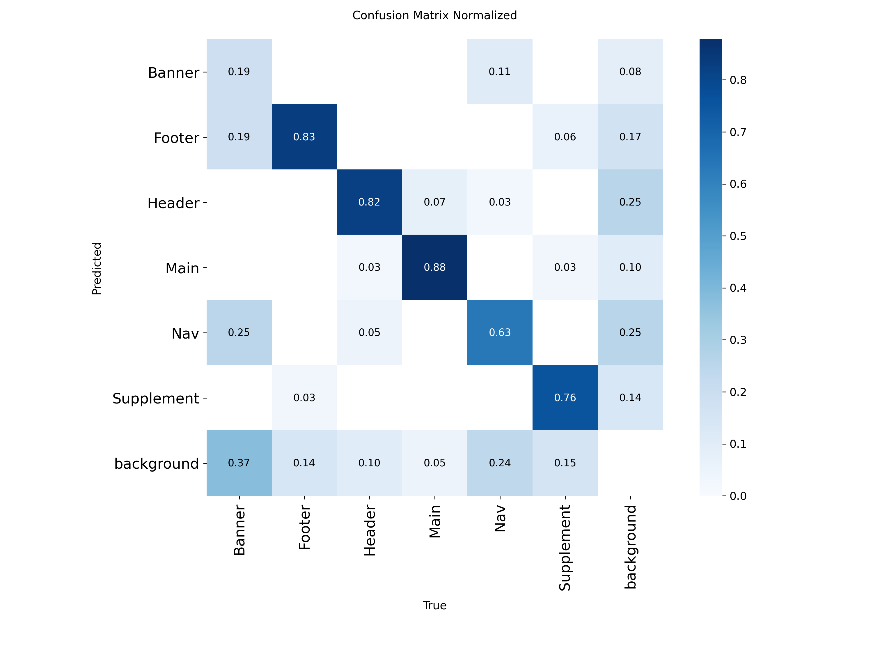 Confusion Matrix Normalized
Banner 0.19 0.11 0.08
Footer 0.19 0.83 0.06 0.17
Header 0.82 0.07 0.03 0.25
Main 0.03 0.88 0.03 0.10
Nav 0.25 0.05 0.63 0.25
Supplement 0.03 0.76 0.14
background 0.37 0.14 0.10 0.05 0.24 0.15
Predicted
Banner Footer Header Main Nav Supplement background
True
0.8
0.7
0.6
0.5
0.4
0.3
0.2
0.1
0.0